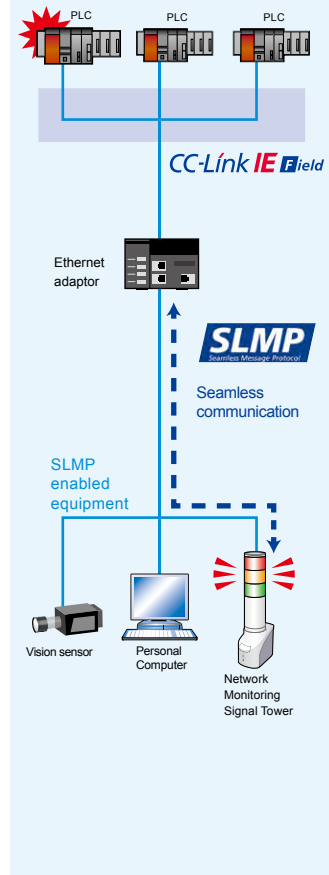 PLC
PLC
PLC
CC-Link IE Field
Ethernet
adaptor
SLMP
Seamless Message Protocol
Seamless
communication
SLMP
enabled
equipment
Vision sensor
Personal
Computer
Network
Monitoring
Signal Tower